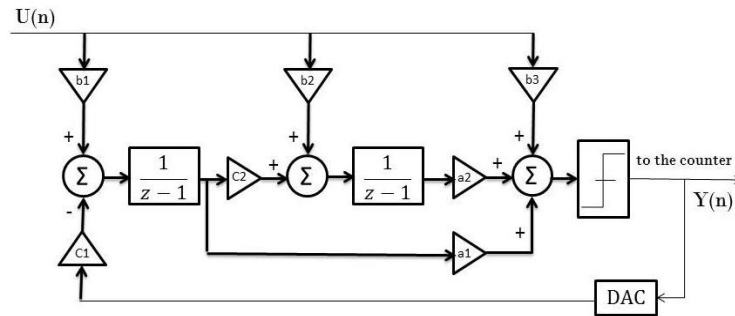 U(n)
b1
b2
b3
+
+
+
Σ
1
z − 1
C2
+
Σ
1
z − 1
a2
+
Σ
to the counter
Y(n)
-
C1
a1
+
DAC